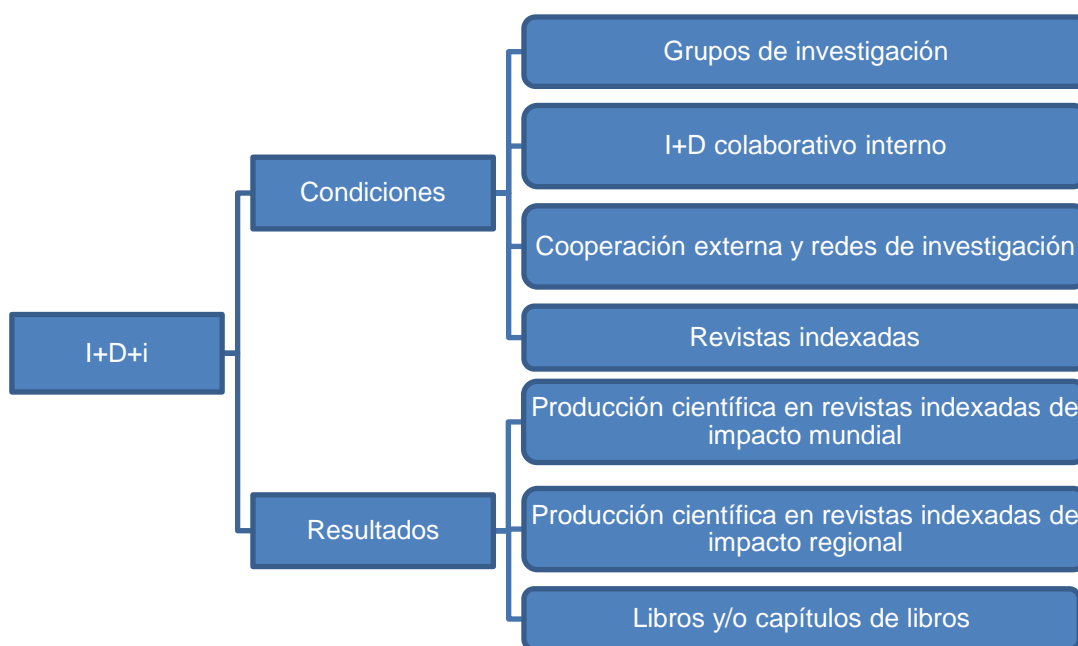 I+D+i
Condiciones
Grupos de investigación
I+D colaborativo interno
Cooperación externa y redes de investigación
Revistas indexadas
Resultados
Producción científica en revistas indexadas de
impacto mundial
Producción científica en revistas indexadas de
impacto regional
Libros y/o capítulos de libros